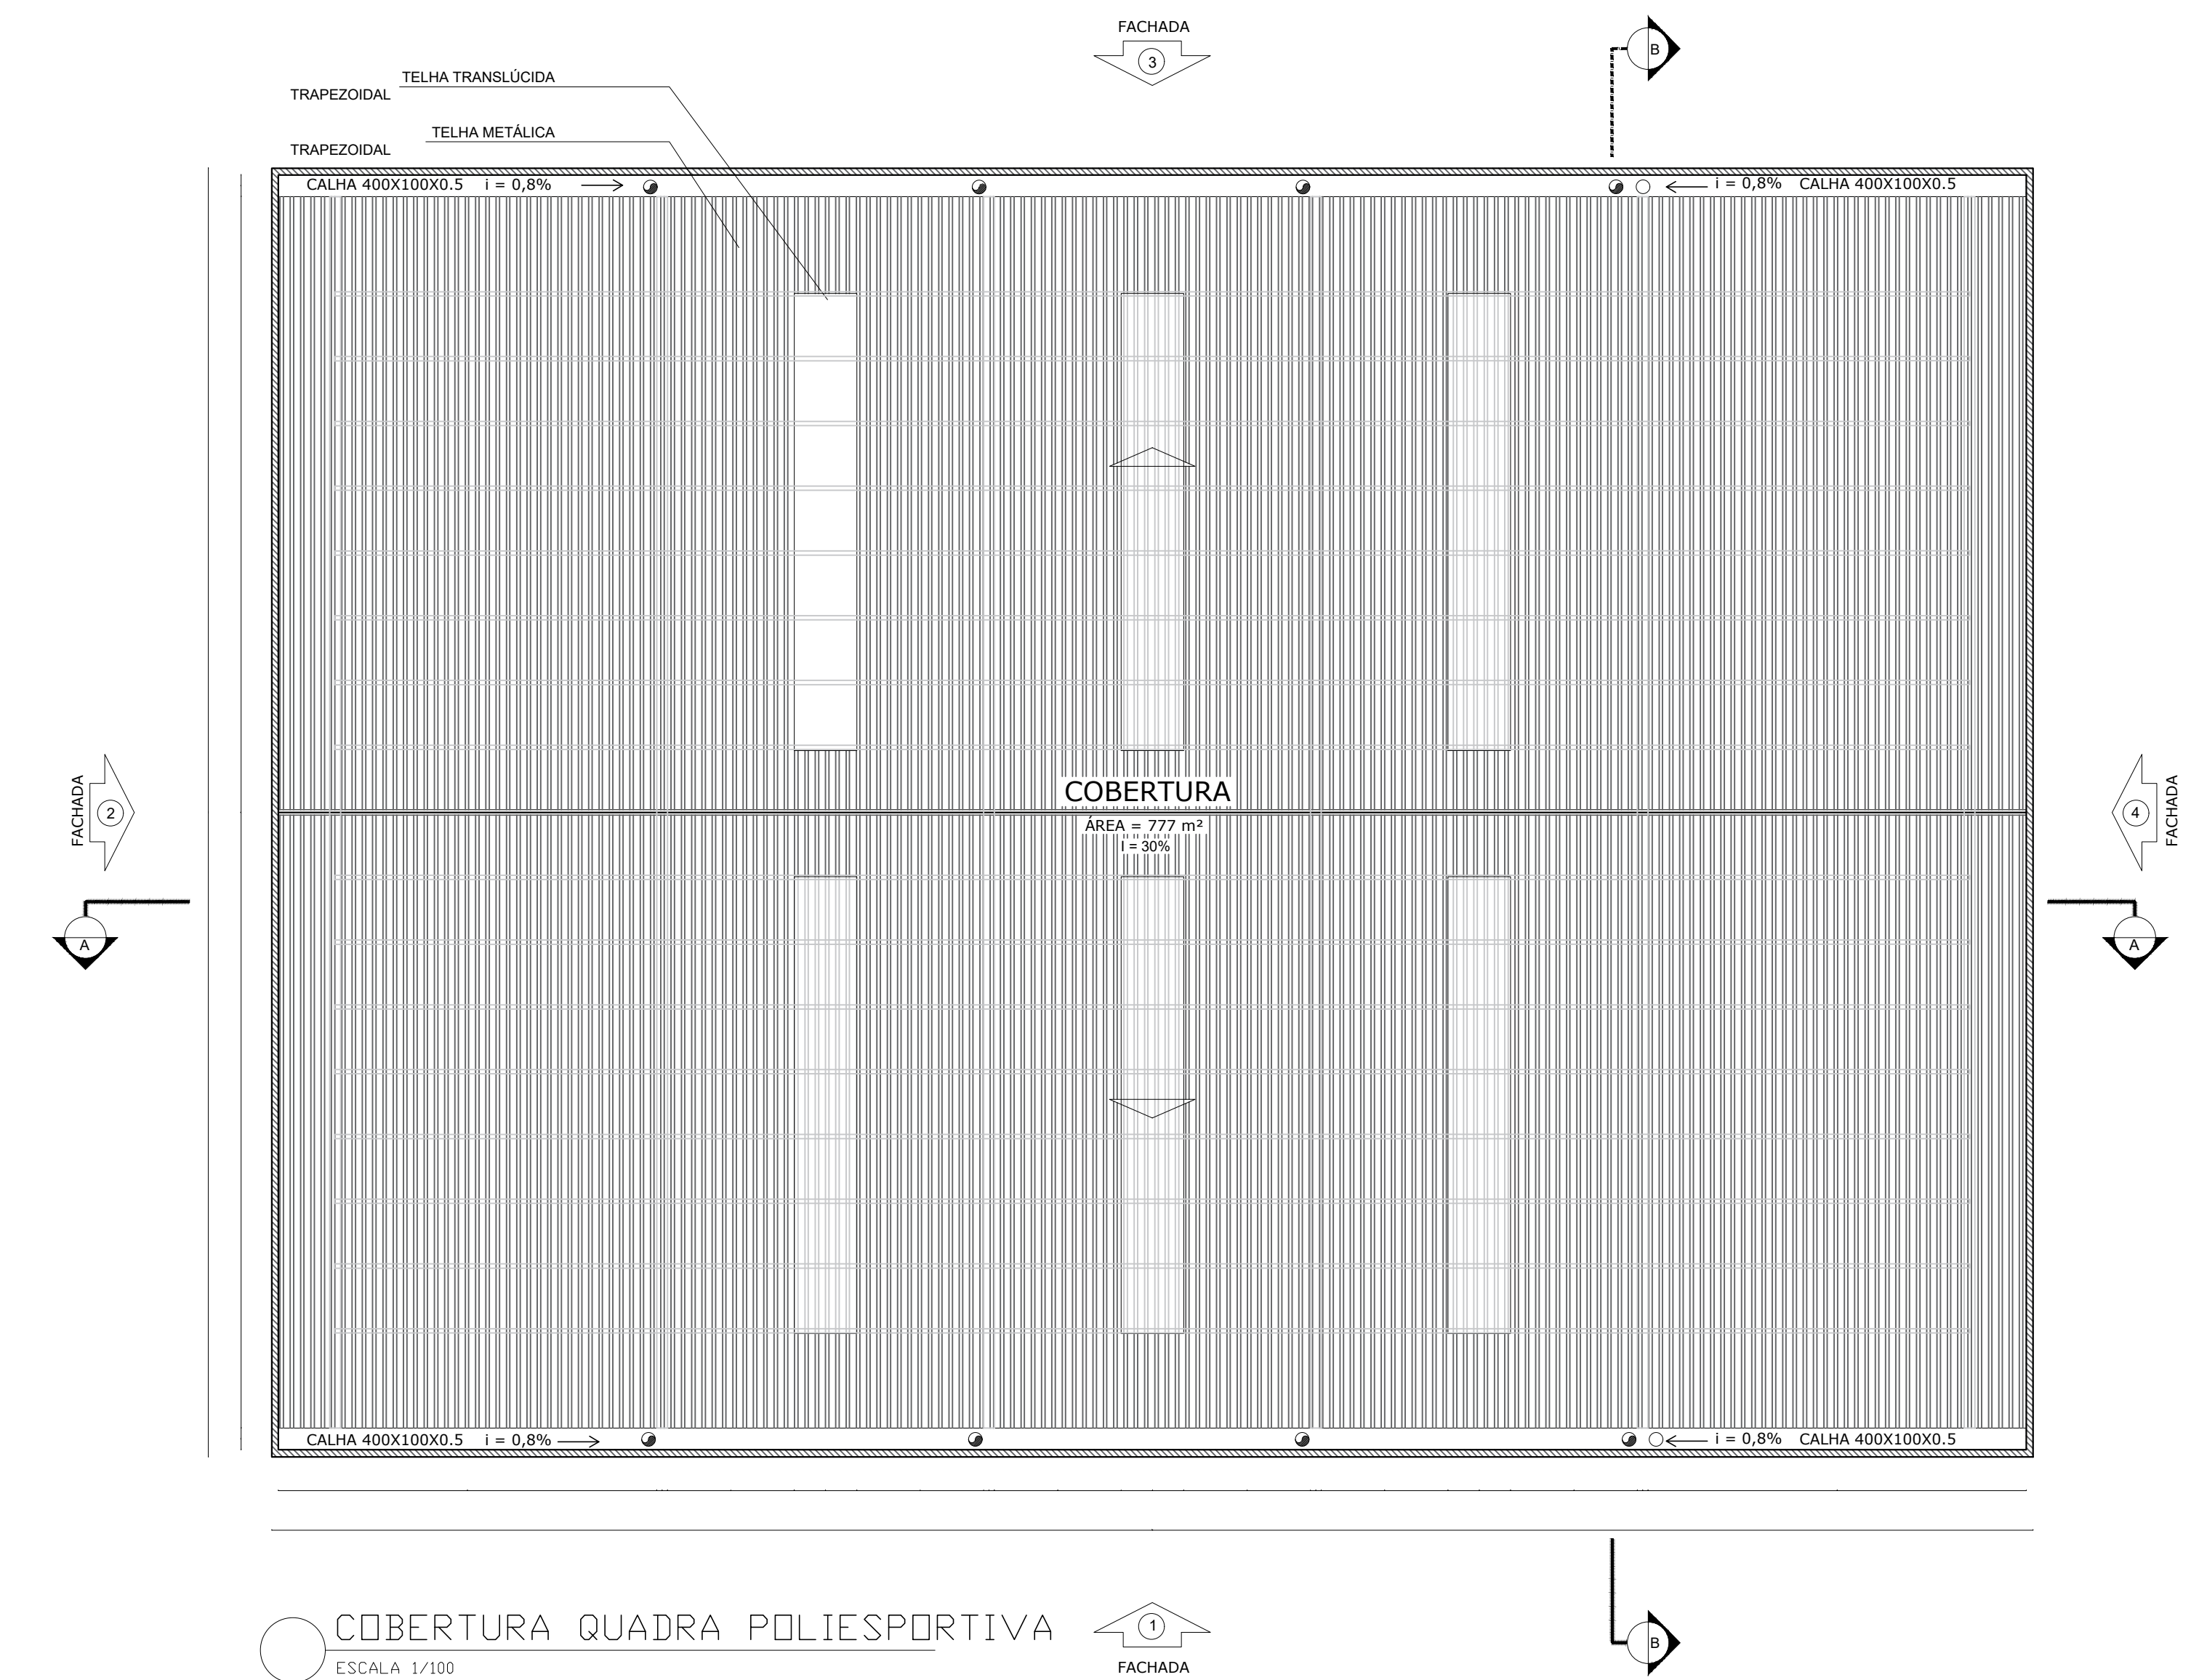 FACHADA
3
B
TELHA TRANSLÚCIDA
TRAPEZOIDAL
TELHA METÁLICA
TRAPEZOIDAL
CALHA 400X100X0.5 i = 0,8%
i = 0,8% CALHA 400X100X0.5
COBERTURA
ÁREA = 777 m²
I = 30%
FACHADA
2
4
FACHADA
A
A
CALHA 400X100X0.5 i = 0,8%
i = 0,8% CALHA 400X100X0.5
COBERTURA QUADRA POLIESPORTIVA
ESCALA 1/100
1
FACHADA
B